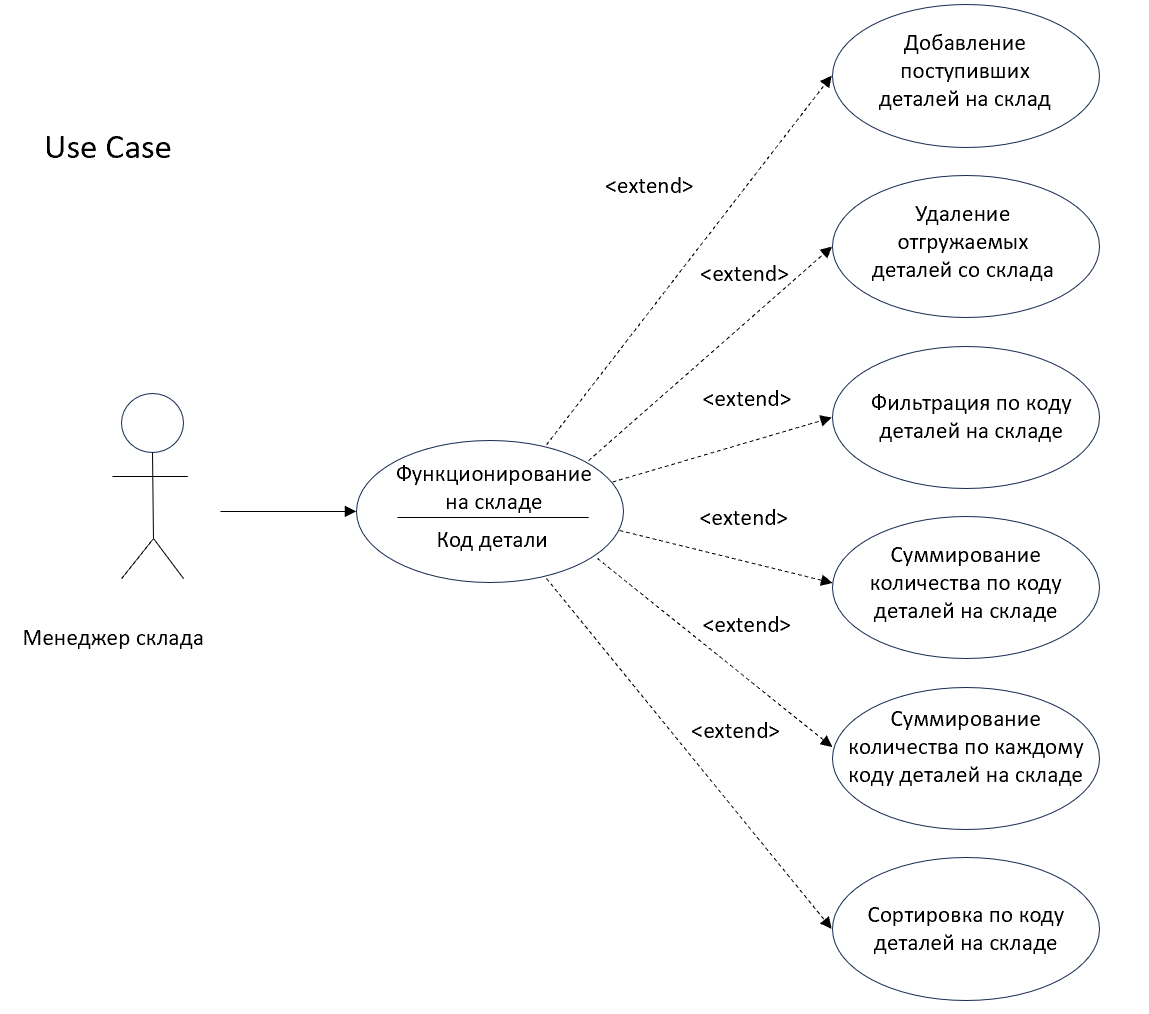 Use Case
Менеджер склада
Функционирование
на складе
Код детали
<extend>
<extend>
<extend>
<extend>
<extend>
<extend>
Добавление
поступивших
деталей на склад
Удаление
отгружаемых
деталей со склада
Фильтрация по коду
деталей на складе
Суммирование
количества по коду
деталей на складе
Суммирование
количества по каждому
коду деталей на складе
Сортировка по коду
деталей на складе